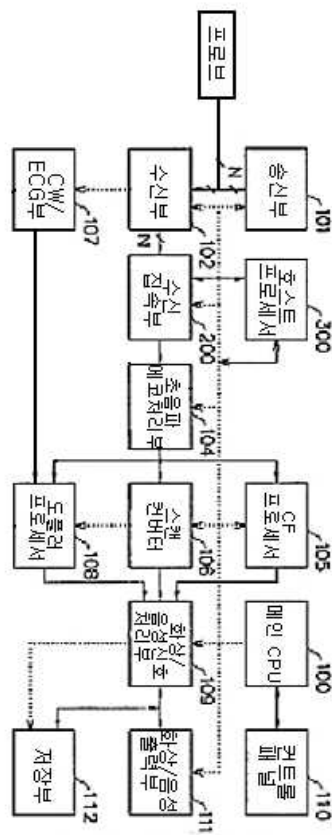 프로브
N
송신부
101
호스트
프로세서
200
CF
프로세서
105
메인 CPU
100
컨트롤
패널
110
수신부
102
N
수신
집속부
200
초음파
에코처리부
104
스캔
컨버터
106
화상/
음성신호
처리부
109
화상/음성
출력부
111
CW/
ECG부
107
도플러
프로세서
108
저장부
112